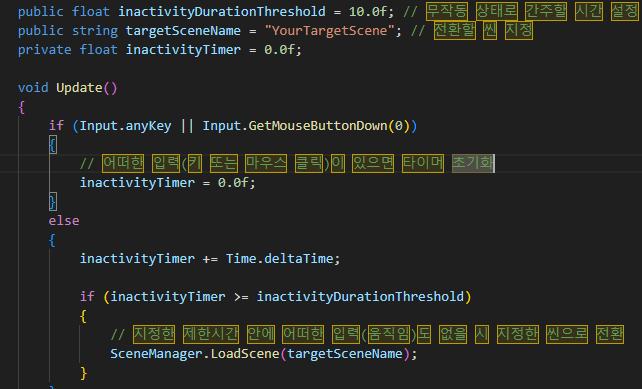 public float inactivityDurationThreshold = 10.0f; // 무작동 상태로 간주할 시간 설정
public string targetSceneName = "YourTargetScene"; // 전환할 씬 지정
private float inactivityTimer = 0.0f;
void Update()
{
if (Input.anyKey || Input.GetMouseButtonDown(0))
{
// 어떠한 입력(키 또는 마우스 클릭)이 있으면 타이머 초기화
inactivityTimer = 0.0f;
}
else
{
inactivityTimer += Time.deltaTime;
if (inactivityTimer >= inactivityDurationThreshold)
{
// 지정한 제한시간 안에 어떠한 입력(움직임)도 없을 시 지정한 씬으로 전환
SceneManager.LoadScene(targetSceneName);
}